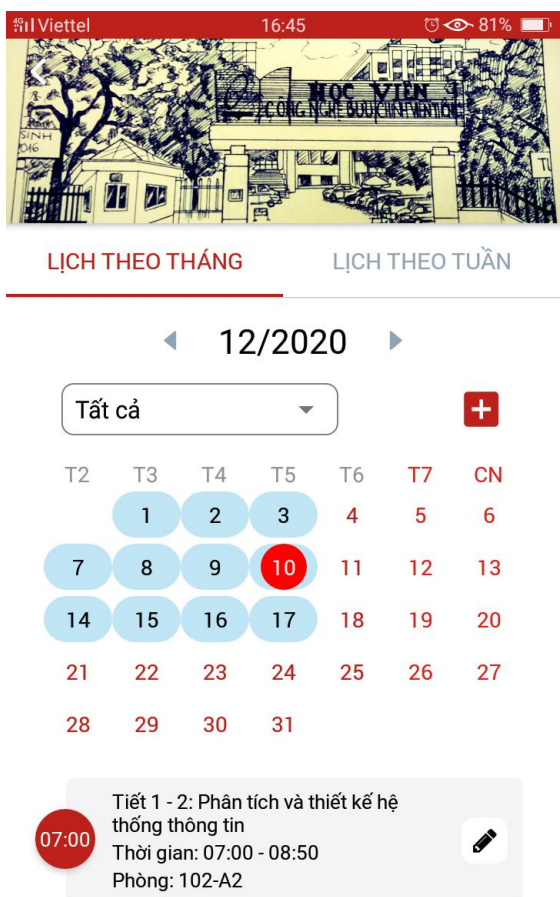 4G Viettel 16:45 81%
SINH
HỌC VIỆN
LỊCH THEO THÁNG LỊCH THEO TUẦN
12/2020
Tất cả
T2 T3 T4 T5 T6 T7 CN
1 2 3 4 5 6
7 8 9 10 11 12 13
14 15 16 17 18 19 20
21 22 23 24 25 26 27
28 29 30 31
07:00
Tiết 1 - 2: Phân tích và thiết kế hệ
thống thông tin
Thời gian: 07:00 - 08:50
Phòng: 102-A2